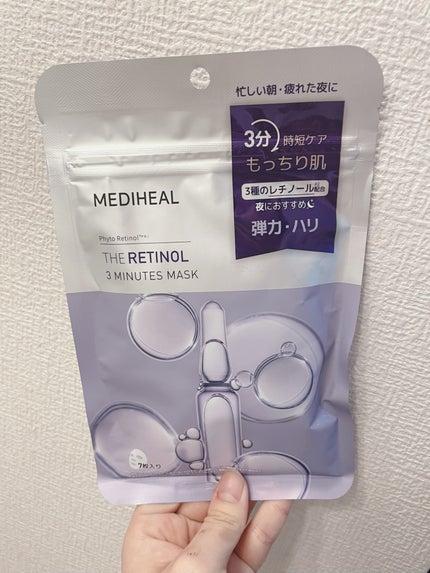 忙しい朝・疲れた夜に
3分
時短ケア
もっちり肌
3種のレチノール配合
夜におすすめ
弾力・ハリ
MEDIHEAL
Phyto Retinol
THE RETINOL
3 MINUTES MASK
7枚入り